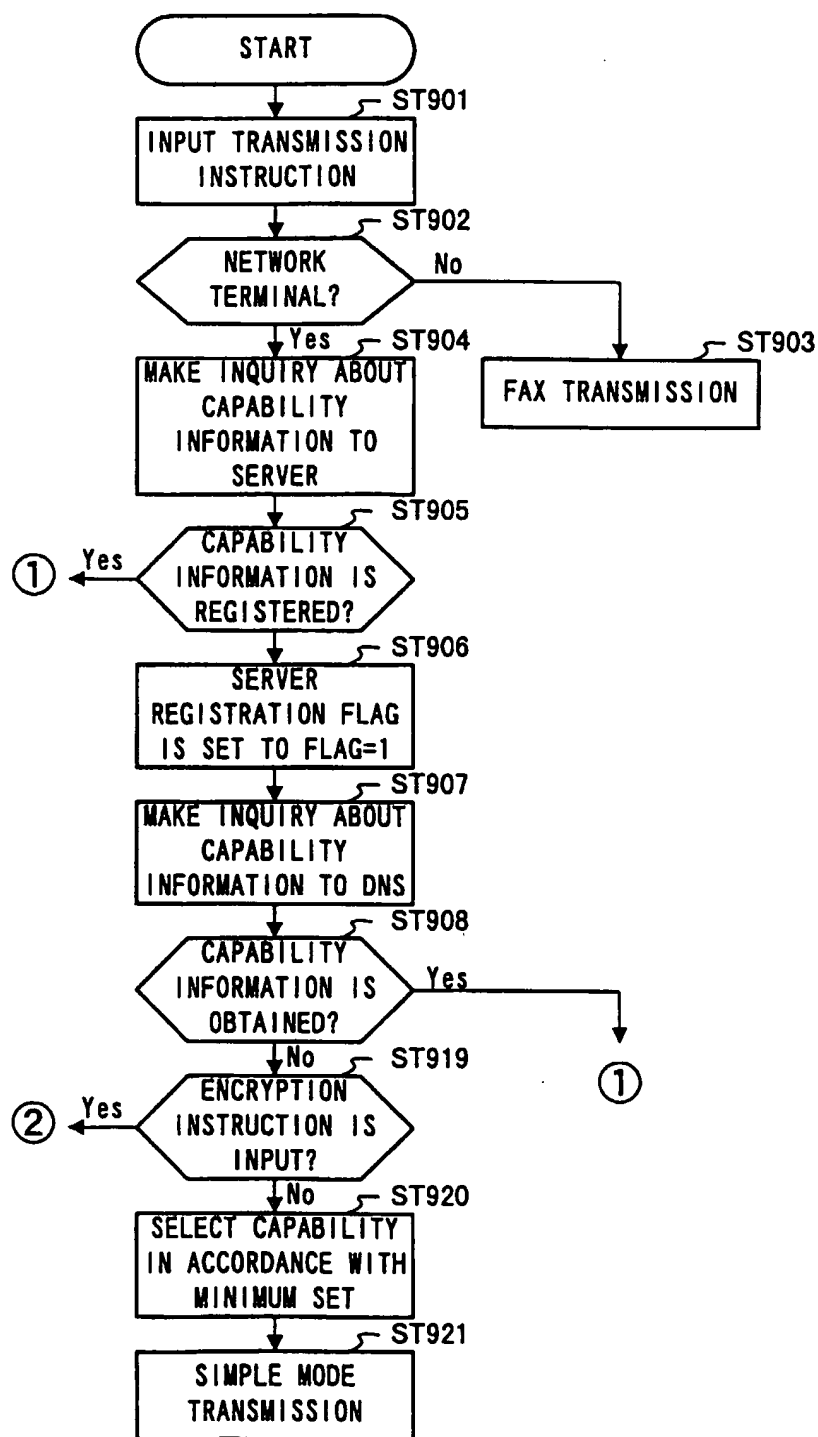 START
ST901
INPUT TRANSMISSION
INSTRUCTION
ST902
NETWORK
TERMINAL?
No
Yes
ST904
ST903
MAKE INQUIRY ABOUT
CAPABILITY
INFORMATION TO
SERVER
FAX TRANSMISSION
ST905
CAPABILITY
INFORMATION IS
REGISTERED?
Yes
①
ST906
SERVER
REGISTRATION FLAG
IS SET TO FLAG=1
ST907
MAKE INQUIRY ABOUT
CAPABILITY
INFORMATION TO DNS
ST908
CAPABILITY
INFORMATION IS
OBTAINED?
Yes
①
No
ST919
ENCRYPTION
INSTRUCTION IS
INPUT?
Yes
②
No
ST920
SELECT CAPABILITY
IN ACCORDANCE WITH
MINIMUM SET
ST921
SIMPLE MODE
TRANSMISSION